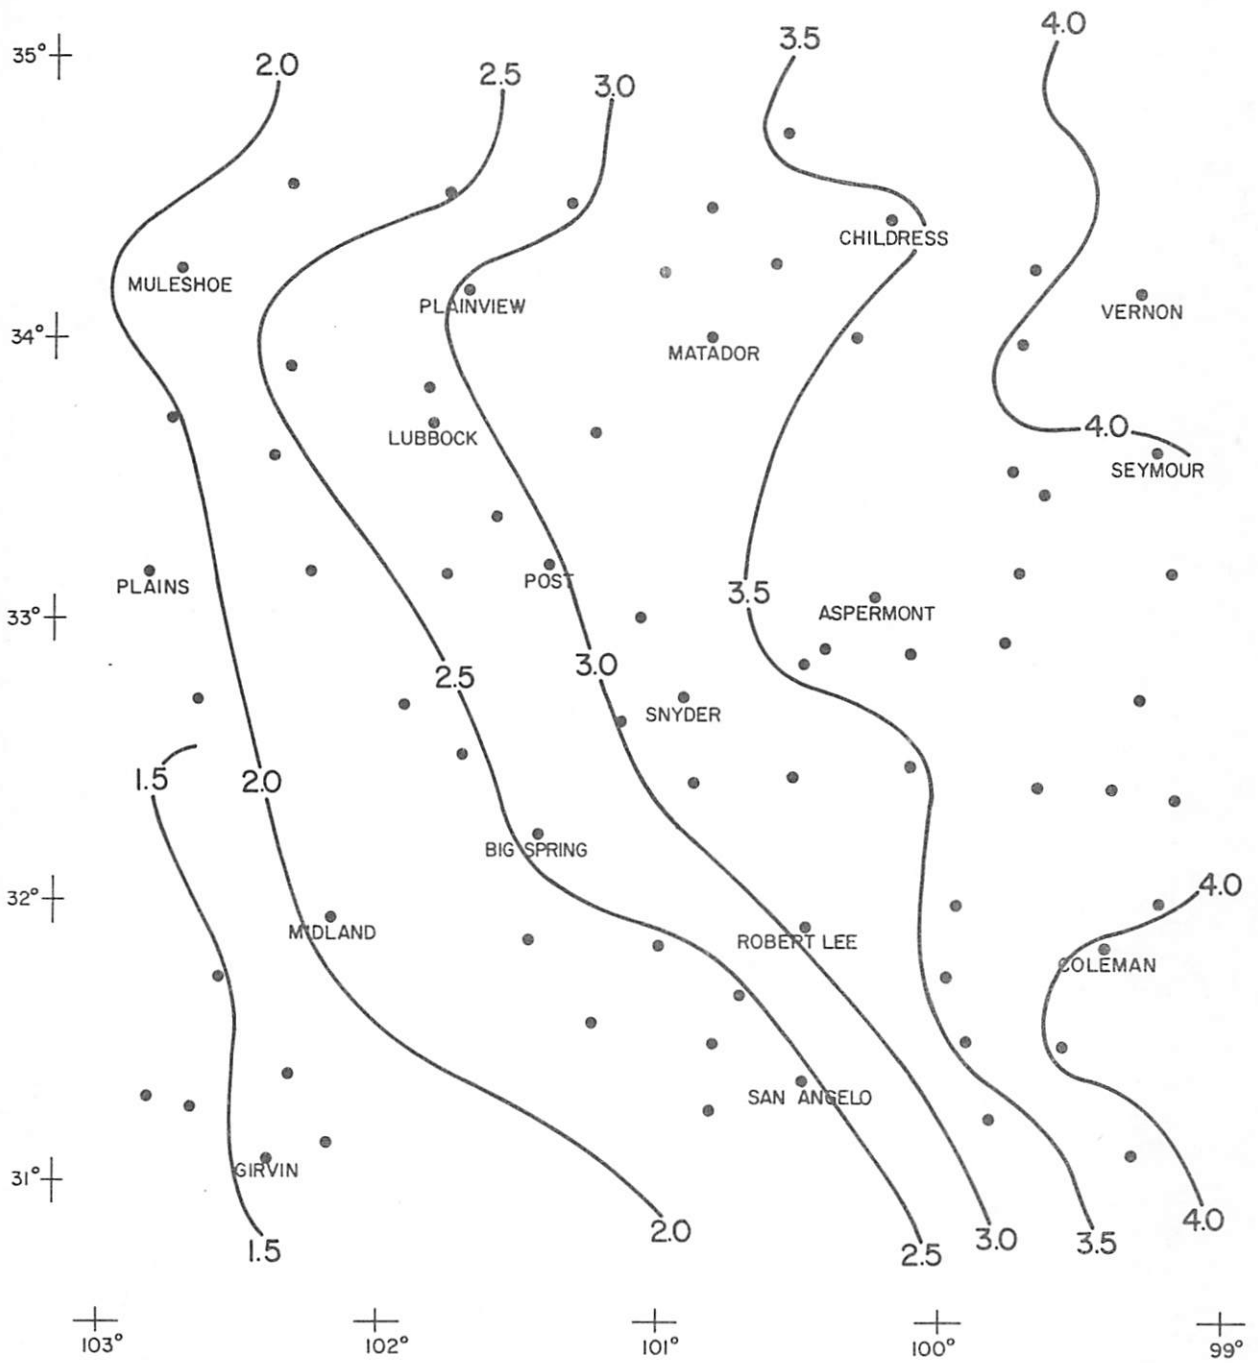 4.0
3.5
35°
2.0
2.5
3.0
CHILDRESS
MULESHOE
PLAINVIEW
VERNON
34°
MATADOR
4.0
LUBBOCK
SEYMOUR
POST
PLAINS
3.5
ASPERMONT
33°
3.0
2.5
SNYDER
1.5
2.0
BIG SPRING
4.0
32°
MIDLAND
ROBERT LEE
COLEMAN
SAN ANGELO
GIRVIN
31°
4.0
2.0
3.0
3.5
1.5
2.5
103°
102°
101°
100°
99°